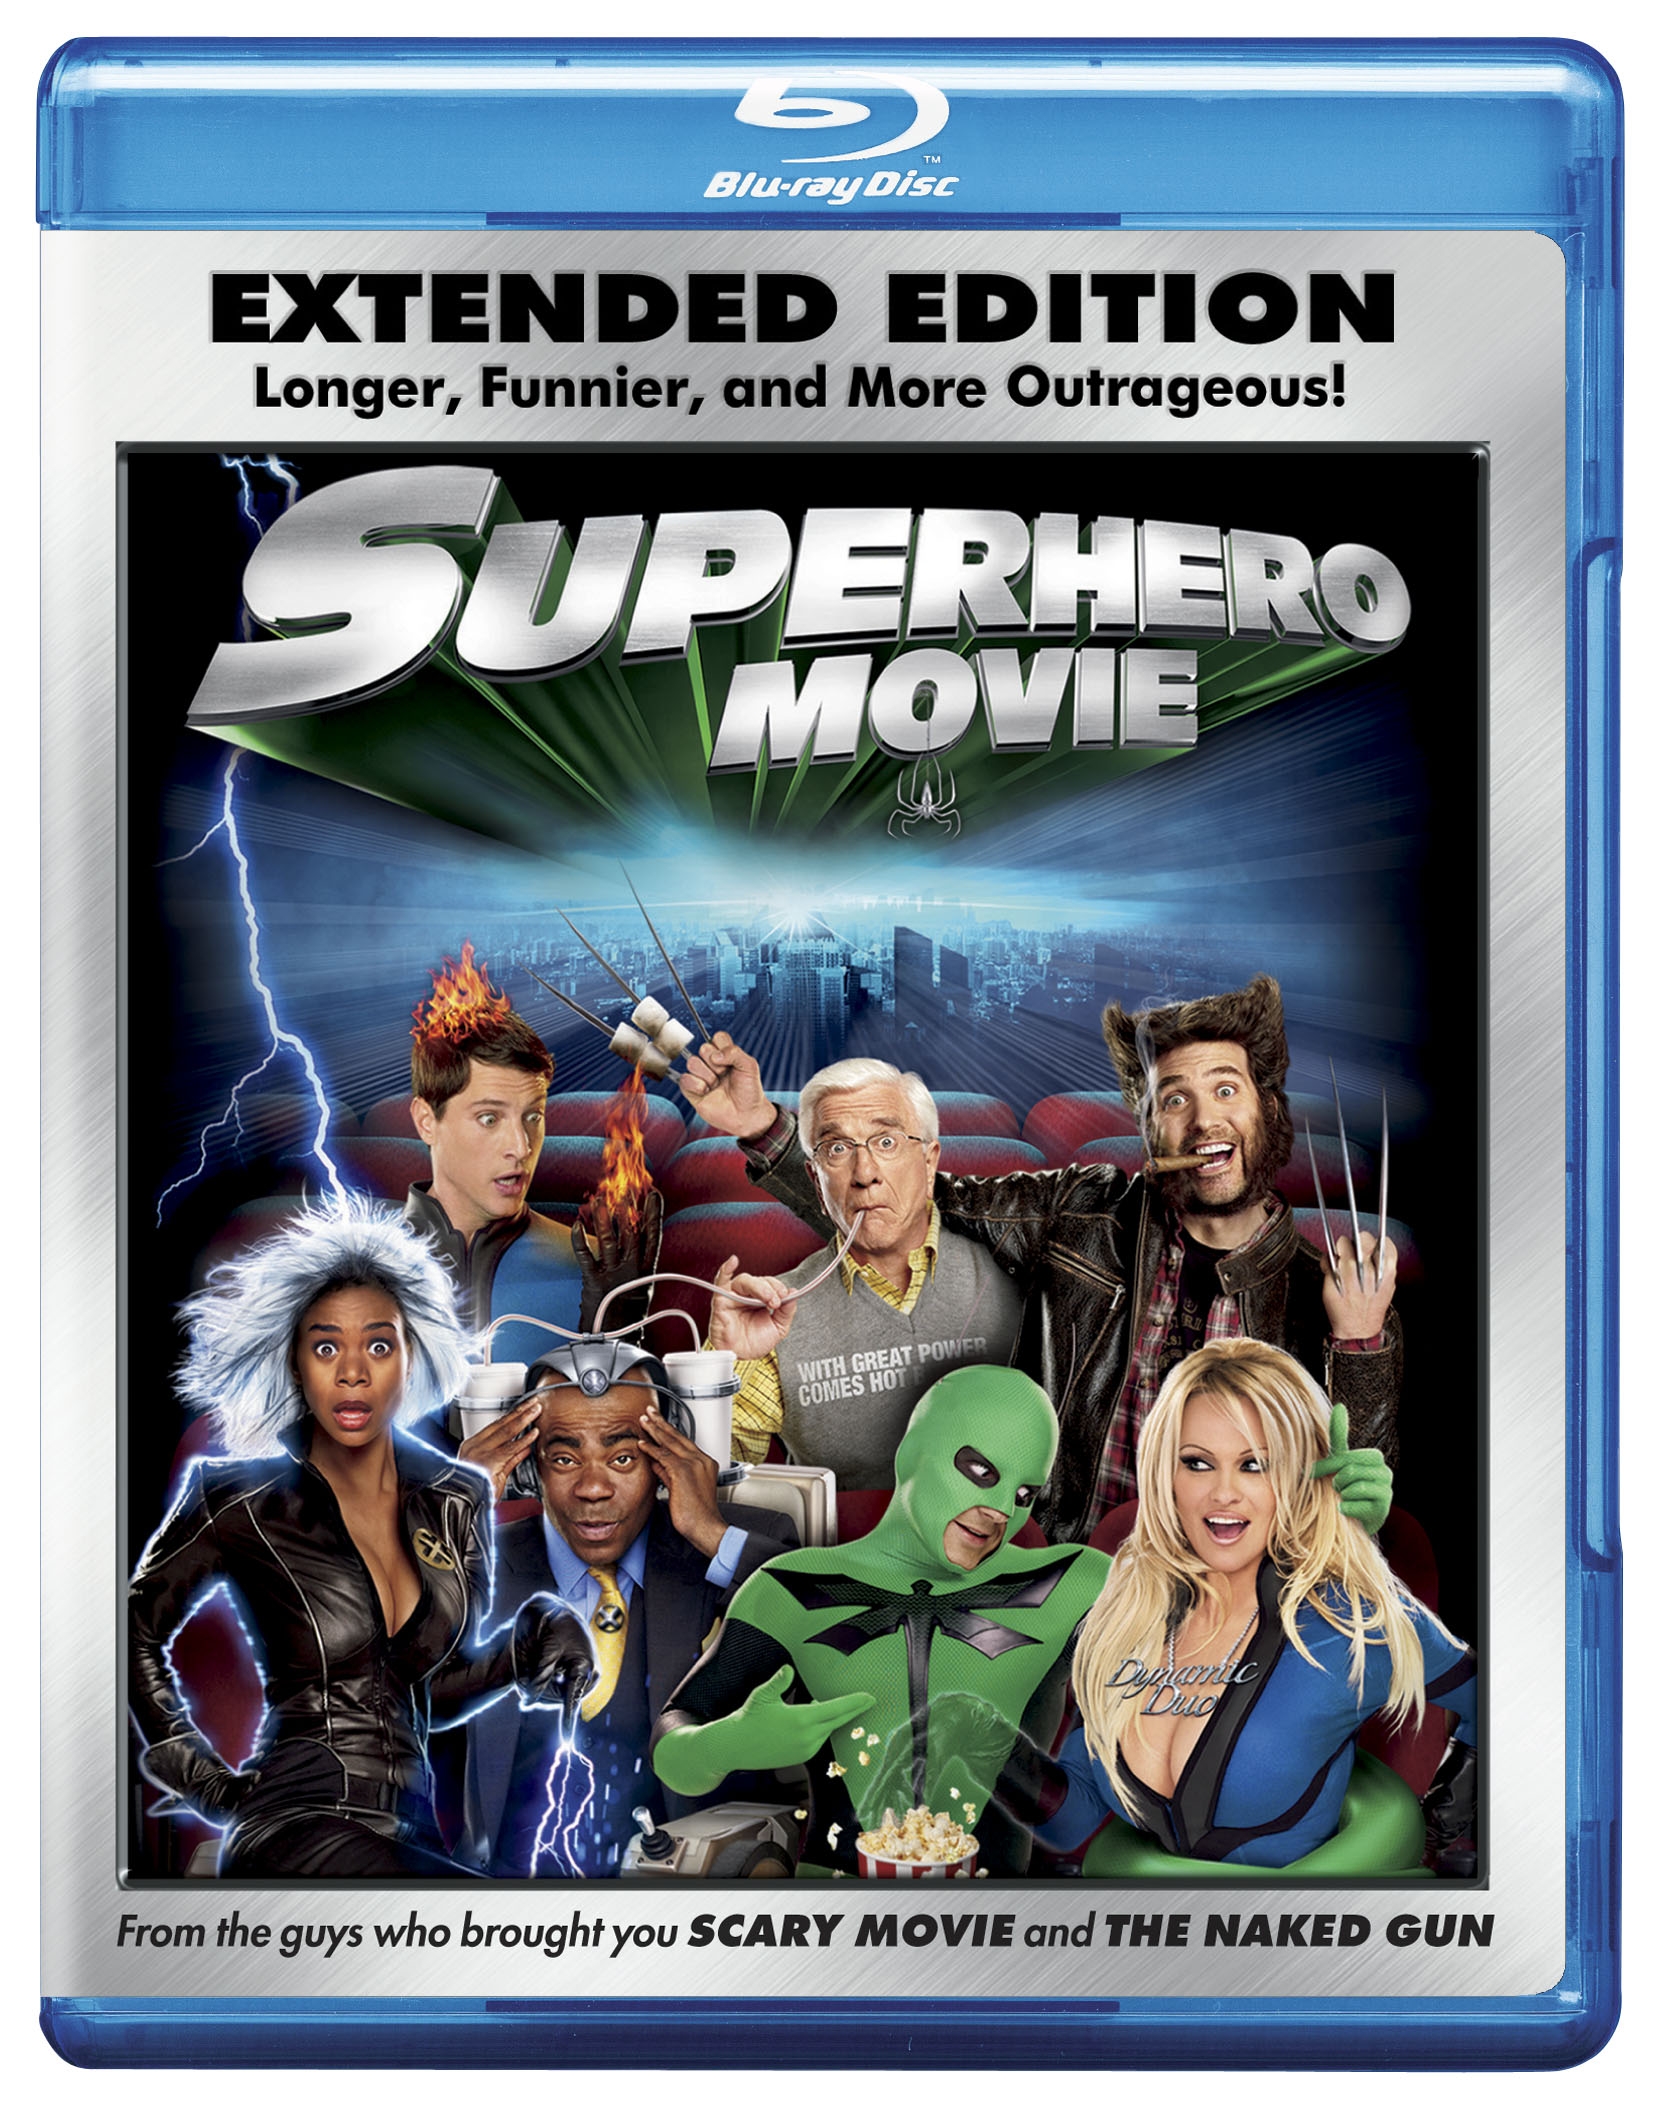 Blu-ray Disc
TM
EXTENDED EDITION
Longer, Funnier, and More Outrageous!
SUPERHERO
MOVIE
WITH GREAT POWER
COMES HOT
Dynamic
Duo
From the guys who brought you SCARY MOVIE and THE NAKED GUN